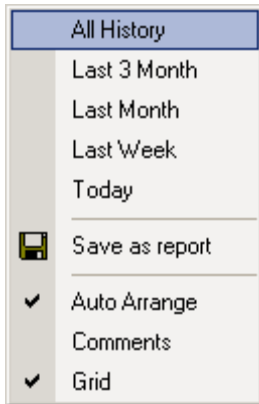 All History
Last 3 Month
Last Month
Last Week
Today
Save as report
Auto Arrange
Comments
Grid